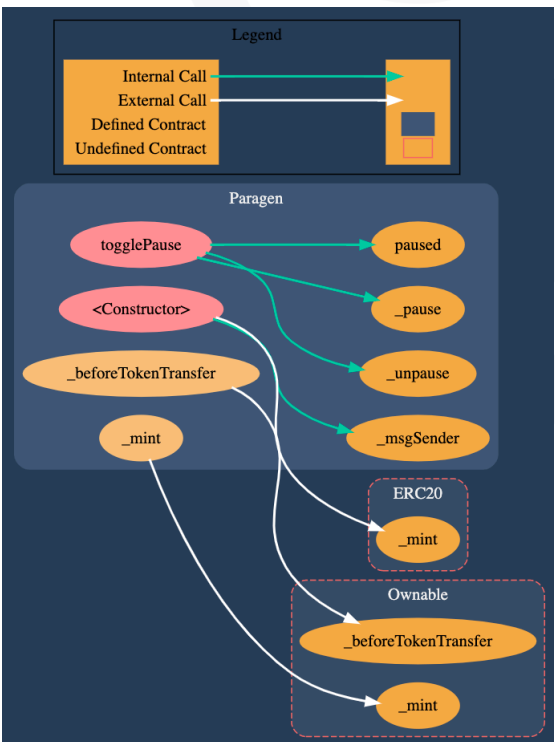 Legend
Internal Call
External Call
Defined Contract
Undefined Contract
Paragen
togglePause
paused
<Constructor>
_pause
_beforeTokenTransfer
_unpause
_mint
_msgSender
ERC20
_mint
Ownable
_beforeTokenTransfer
_mint